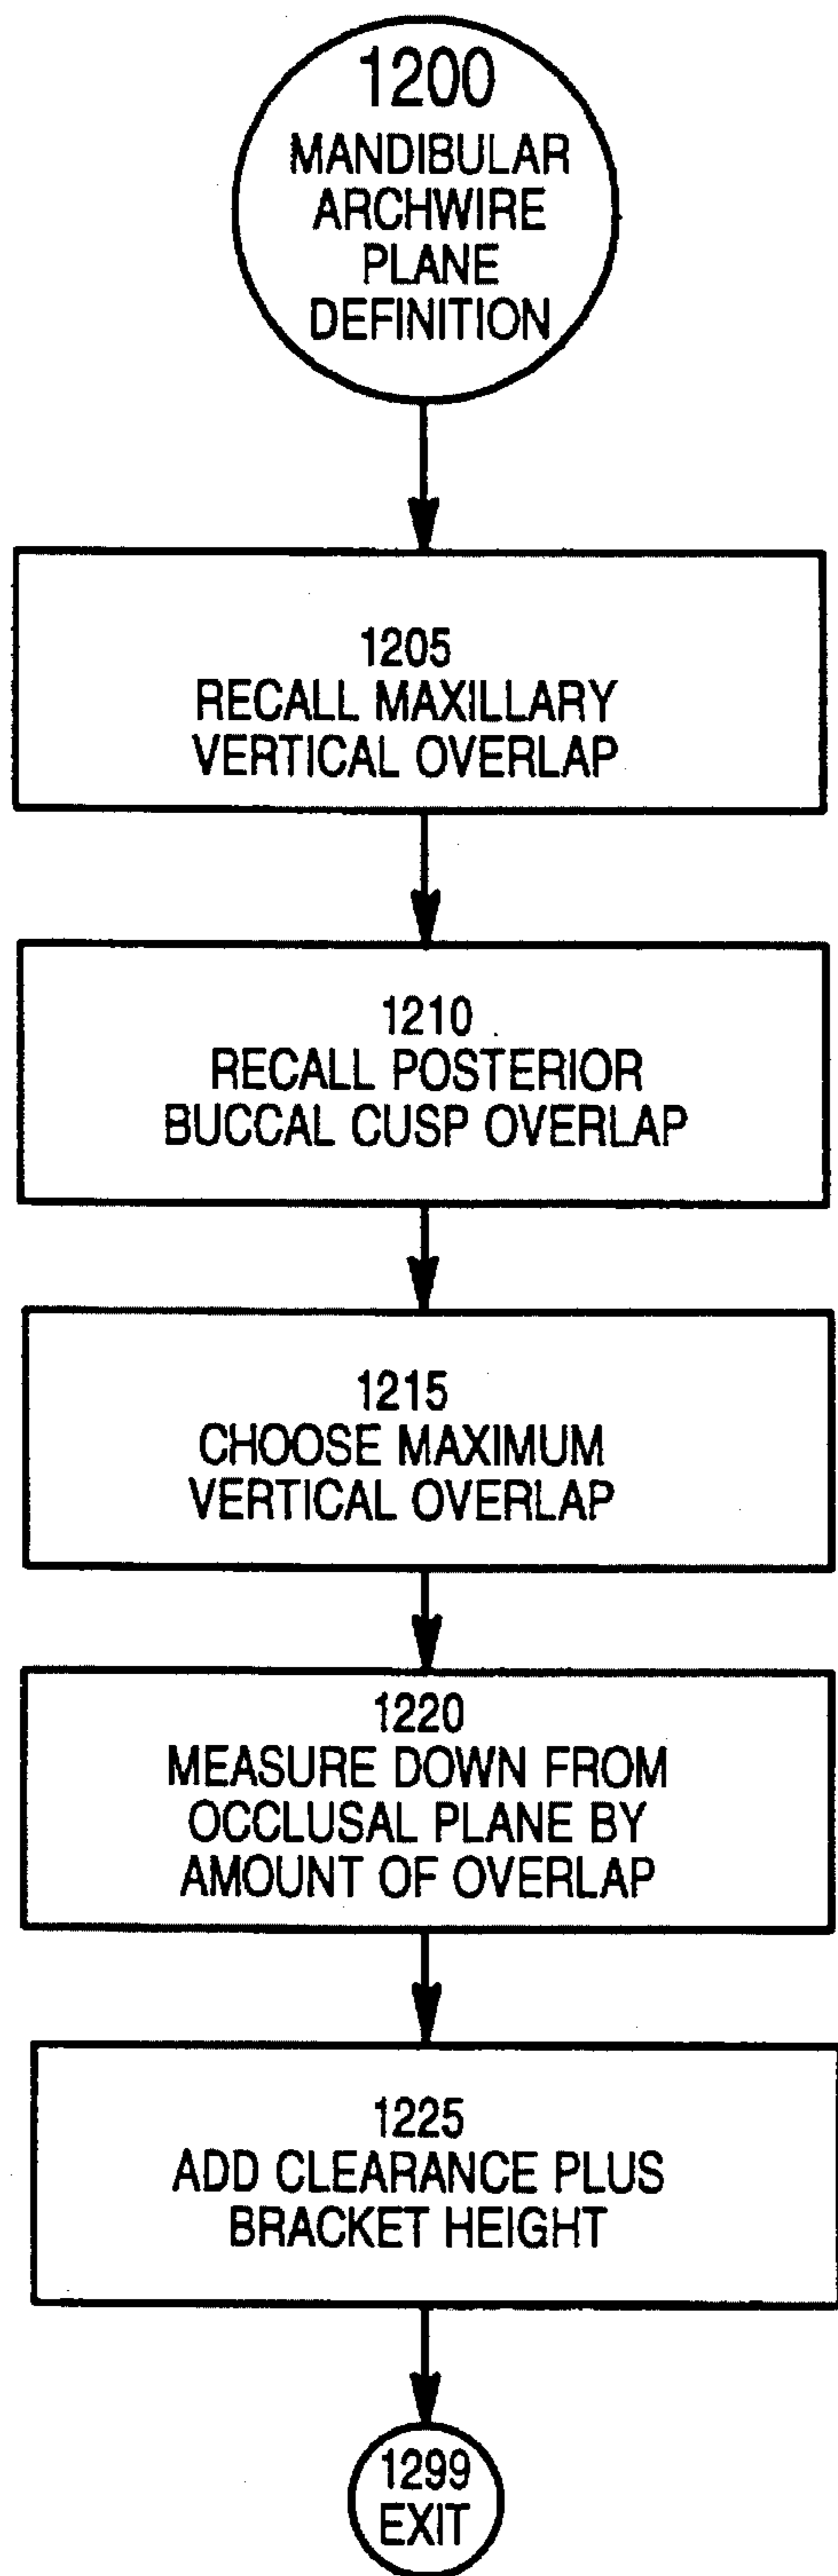 1200
MANDIBULAR
ARCHWIRE
PLANE
DEFINITION
1205
RECALL MAXILLARY
VERTICAL OVERLAP
1210
RECALL POSTERIOR
BUCCAL CUSP OVERLAP
1215
CHOOSE MAXIMUM
VERTICAL OVERLAP
1220
MEASURE DOWN FROM
OCCLUSAL PLANE BY
AMOUNT OF OVERLAP
1225
ADD CLEARANCE PLUS
BRACKET HEIGHT
1299
EXIT